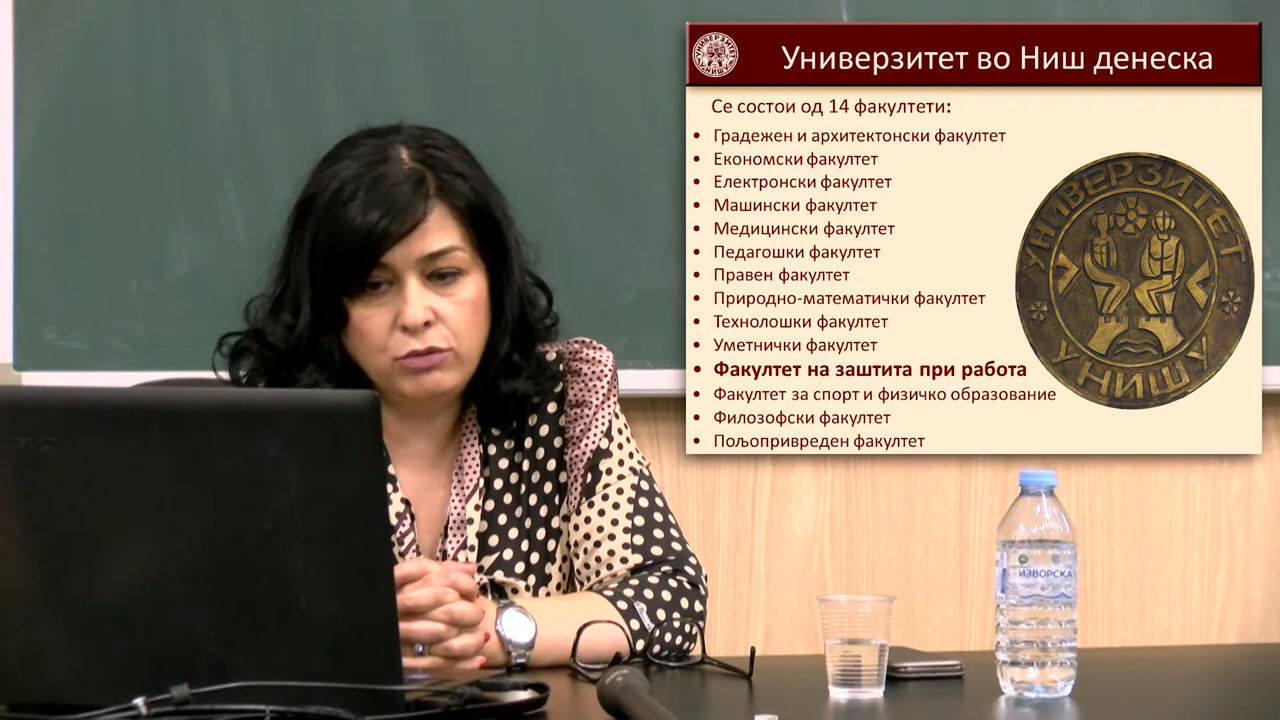 Универзитет во Ниш денеска
Се состои од 14 факултети:
• Градежен и архитектонски факултет
• Економски факултет
• Електронски факултет
• Машински факултет
• Медицински факултет
• Педагошки факултет
• Правен факултет
• Природно-математички факултет
• Технолошки факултет
• Уметнички факултет
• Факултет на заштита при работа
• Факултет за спорт и физичко образование
• Филозофски факултет
• Пољопривреден факултет
УНИВЕРЗИТЕТ
У НИШУ
ИЗВОРСКА